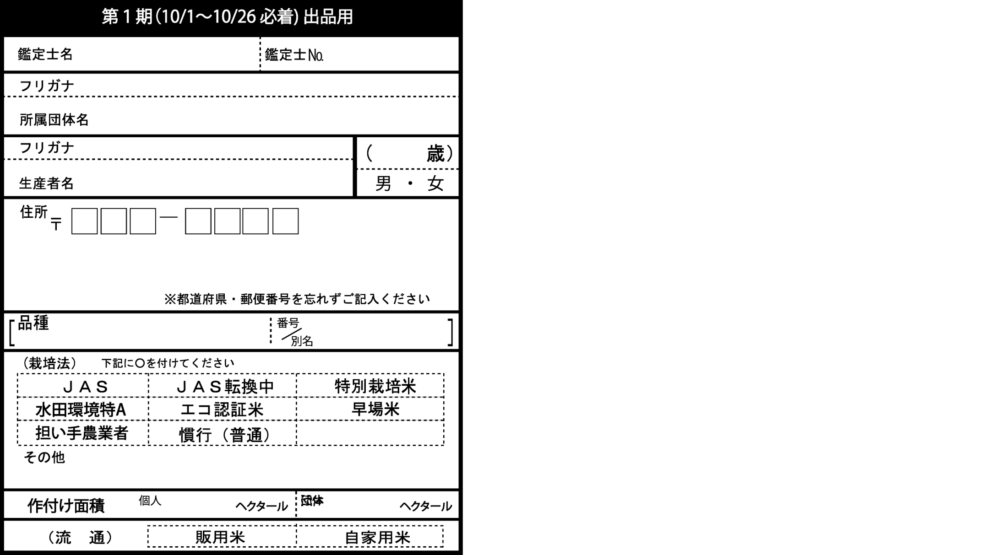 第1期(10/1〜10/26必着)出品用
鑑定士名 鑑定士№
フリガナ
所属団体名
フリガナ
( 歳)
生産者名
男 ・ 女
住所
〒 □□□―□□□□
※都道府県・郵便番号を忘れずご記入ください
[品種 番号/別名]
(栽培法) 下記に○を付けてください
JAS JAS転換中 特別栽培米
水田環境特A エコ認証米 早場米
担い手農業者 慣行(普通)
その他
作付け面積 個人 ヘクタール 団体 ヘクタール
(流 通) 販用米 自家用米